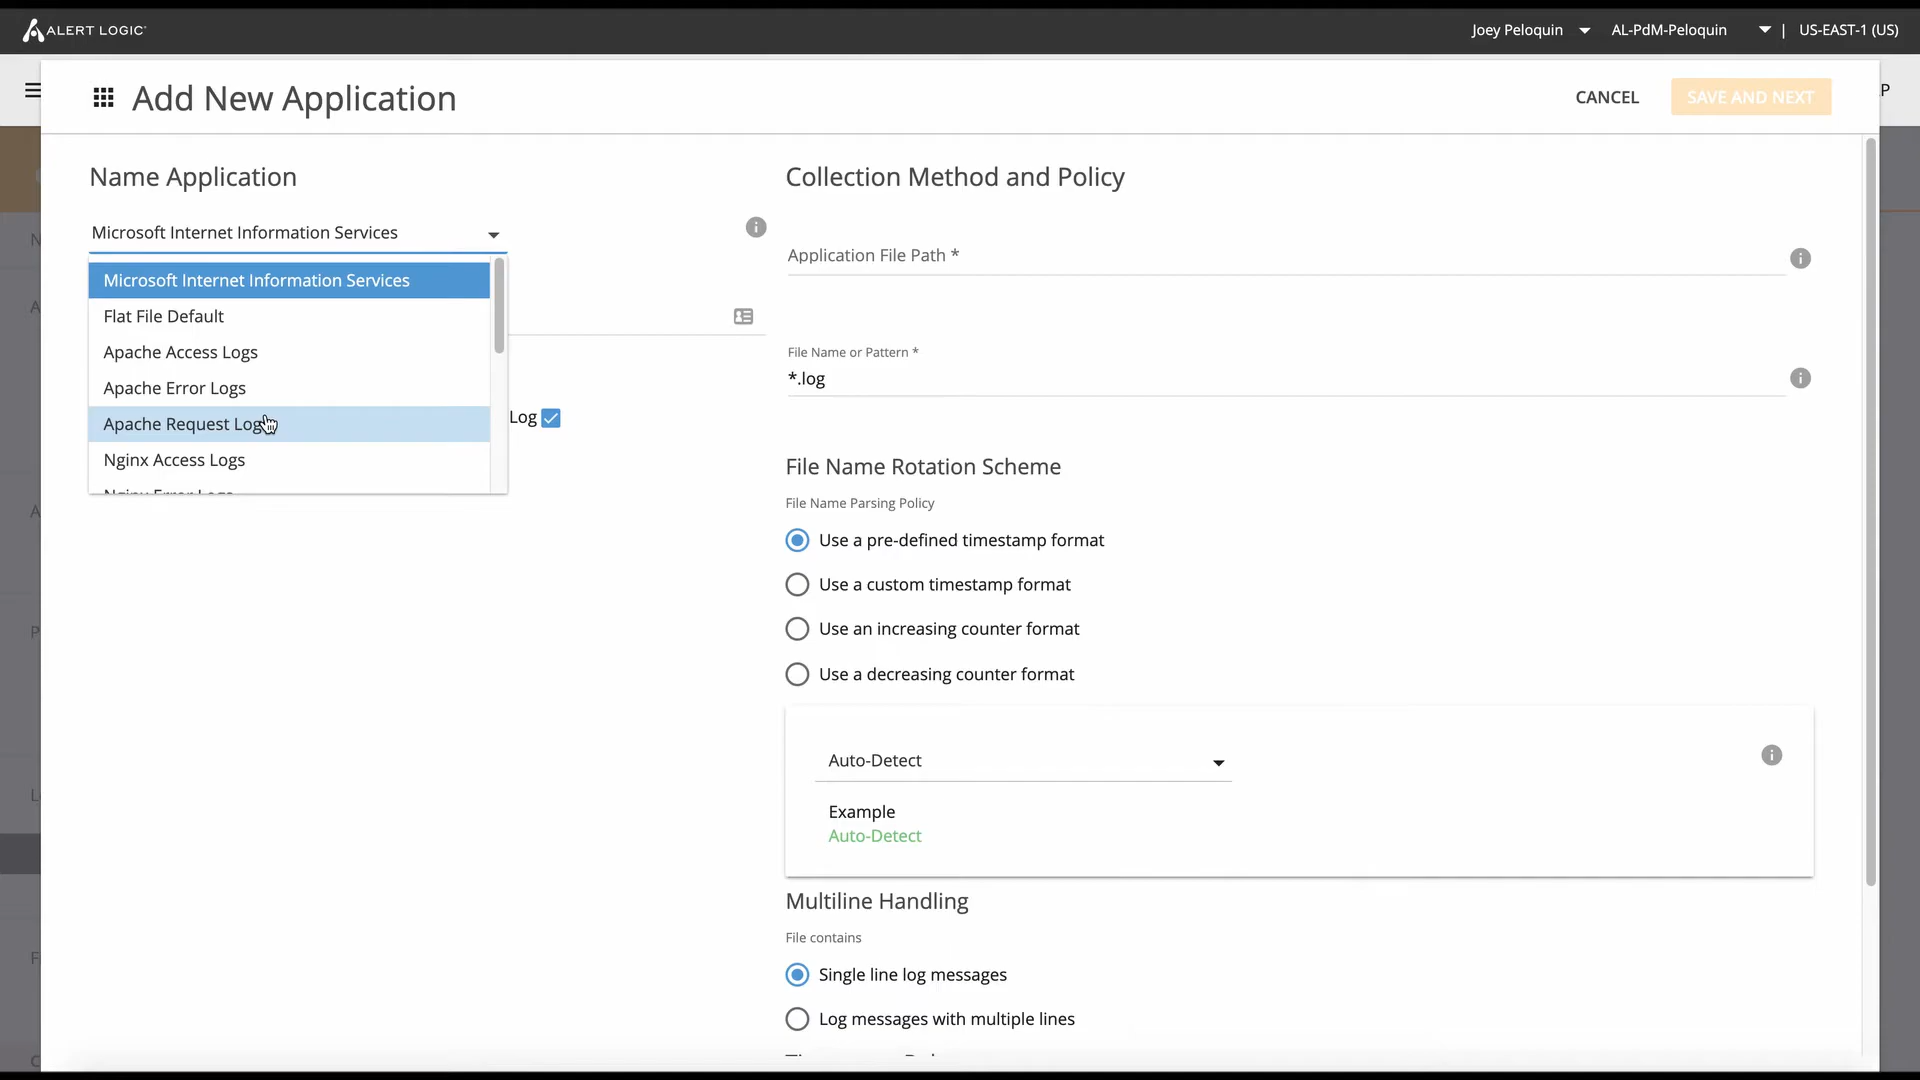 ALERT LOGIC
Joey Peloquin
AL-PdM-Peloquin
|
US-EAST-1 (US)
P
Add New Application
CANCEL
SAVE AND NEXT
Name Application
Microsoft Internet Information Services
Microsoft Internet Information Services
Flat File Default
Apache Access Logs
Apache Error Logs
Apache Request Log
Nginx Access Logs
Nginx Error Logs
Log
Collection Method and Policy
Application File Path *
File Name or Pattern *
*.log
File Name Rotation Scheme
File Name Parsing Policy
Use a pre-defined timestamp format
Use a custom timestamp format
Use an increasing counter format
Use a decreasing counter format
Auto-Detect
Example
Auto-Detect
Multiline Handling
File contains
Single line log messages
Log messages with multiple lines